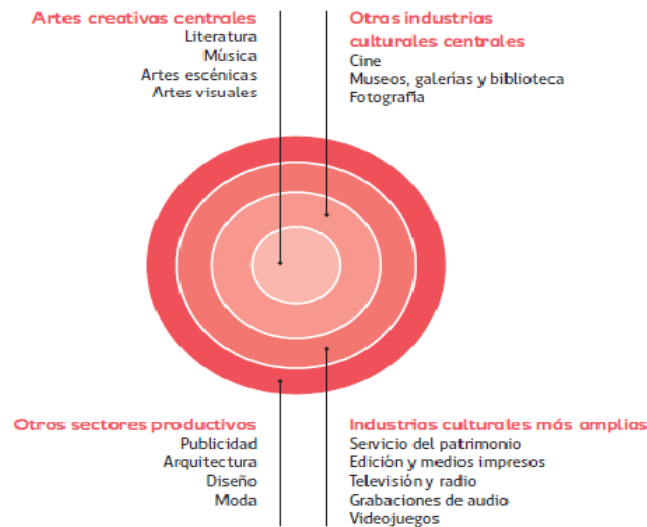 Artes creativas centrales
Literatura
Música
Artes escénicas
Artes visuales
Otras industrias
culturales centrales
Cine
Museos, galerías y biblioteca
Fotografía
Otros sectores productivos
Publicidad
Arquitectura
Diseño
Moda
Industrias culturales más amplias
Servicio del patrimonio
Edición y medios impresos
Televisión y radio
Grabaciones de audio
Videojuegos